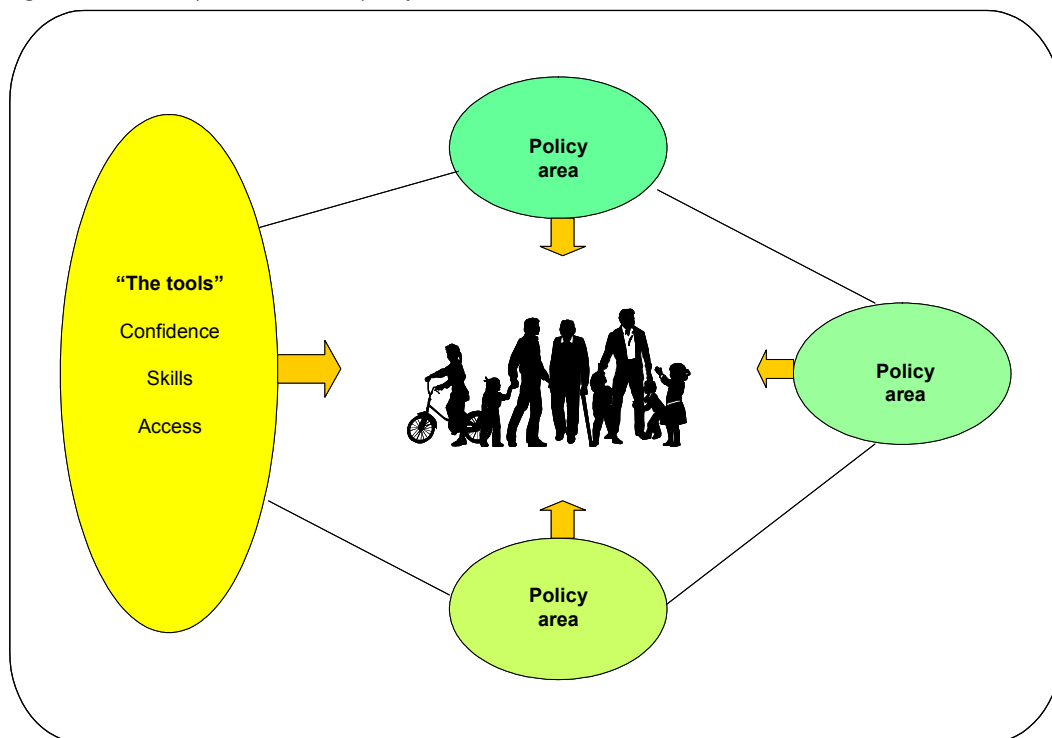 Policy
area
“The tools”
Confidence
Skills
Access
Policy
area
Policy
area